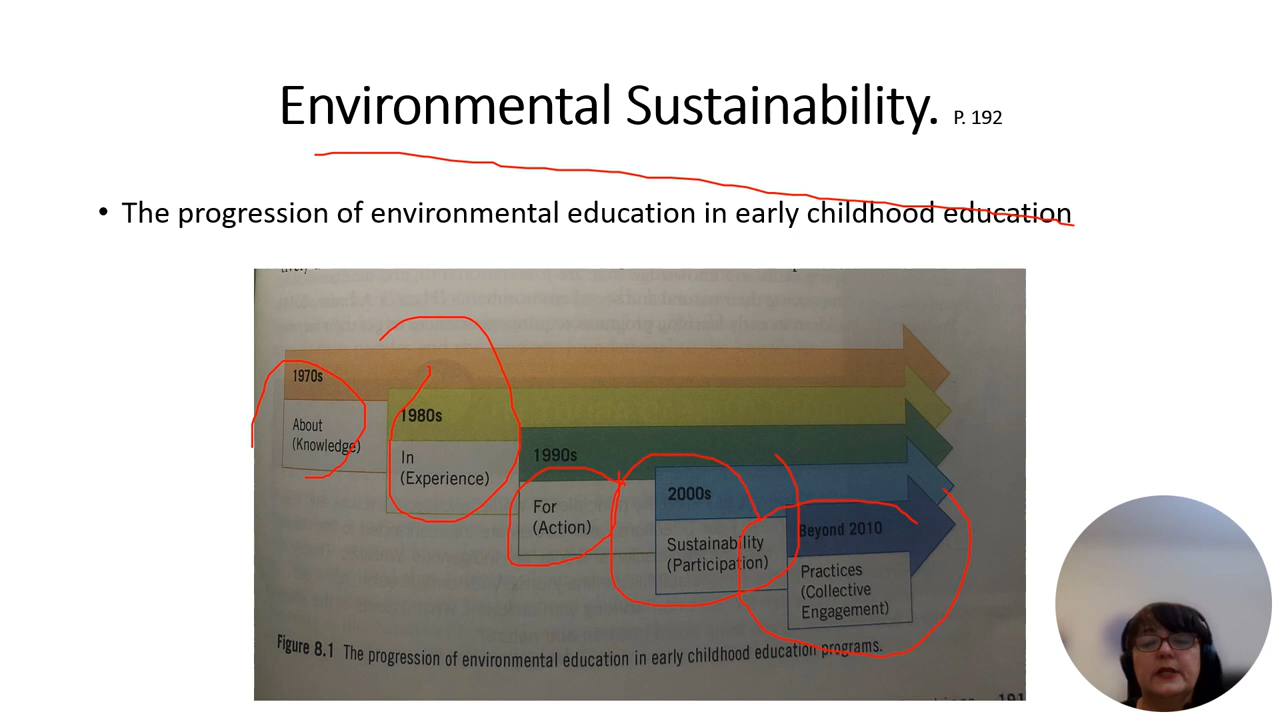 Environmental Sustainability. P. 192
• The progression of environmental education in early childhood education
1970s
About
(Knowledge)
1980s
In
(Experience)
1990s
For
(Action)
2000s
Sustainability
(Participation)
Beyond 2010
Practices
(Collective
Engagement)
Figure 8.1 The progression of environmental education in early childhood education programs.
191